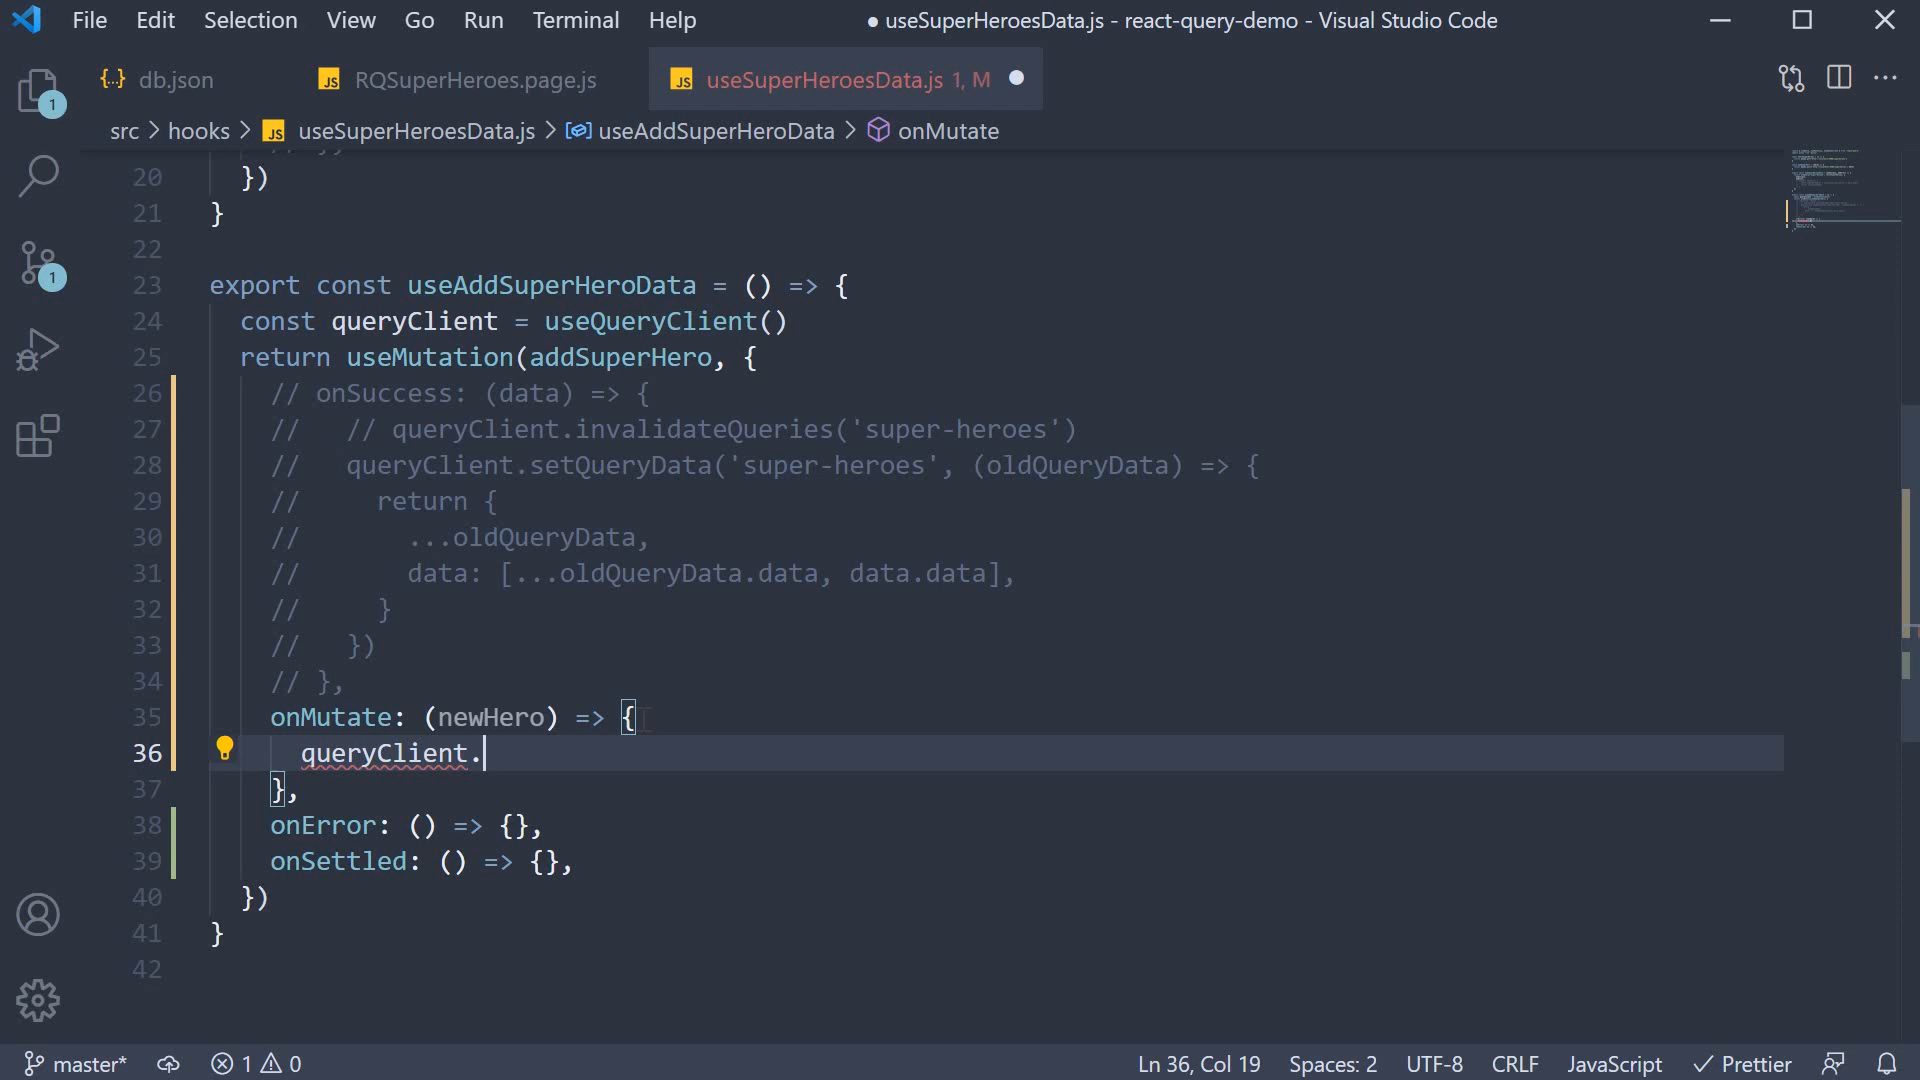 File Edit Selection View Go Run Terminal Help ● useSuperHeroesData.js - react-query-demo - Visual Studio Code
{..} db.json JS RQSuperHeroes.page.js JS useSuperHeroesData.js 1, M
src > hooks > JS useSuperHeroesData.js > useAddSuperHeroData > onMutate
1
1
20 })
21 }
22
23 export const useAddSuperHeroData = () => {
24 const queryClient = useQueryClient()
25 return useMutation(addSuperHero, {
26 // onSuccess: (data) => {
27 // // queryClient.invalidateQueries('super-heroes')
28 // queryClient.setQueryData('super-heroes', (oldQueryData) => {
29 // return {
30 // ...oldQueryData,
31 // data: [...oldQueryData.data, data.data],
32 // }
33 // })
34 // },
35 onMutate: (newHero) => {
36 queryClient.
37 },
38 onError: () => {},
39 onSettled: () => {},
40 })
41 }
42
master* 1 0 Ln 36, Col 19 Spaces: 2 UTF-8 CRLF JavaScript Prettier